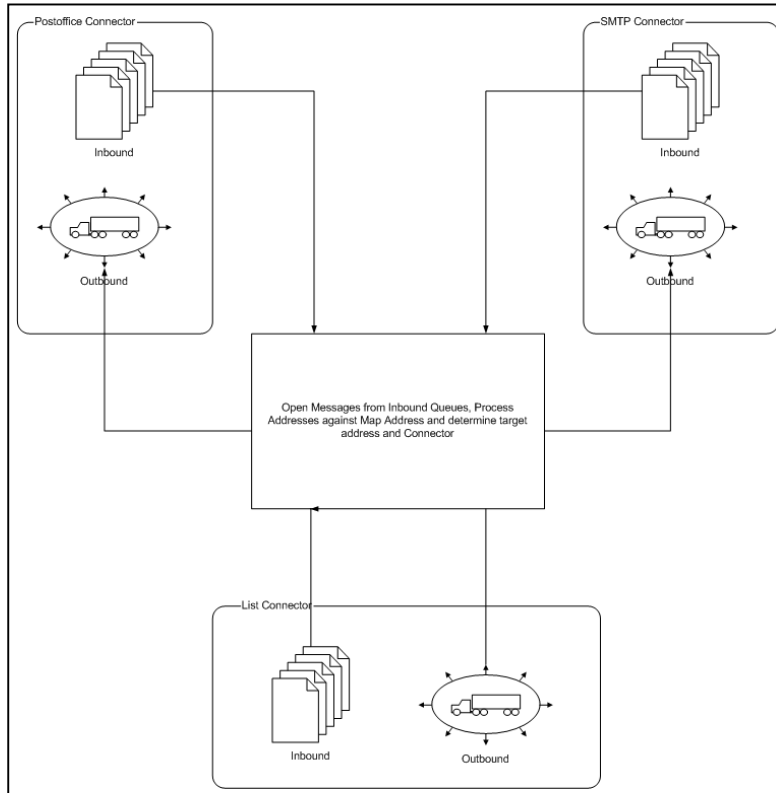 Postoffice Connector
SMTP Connector
Inbound
Inbound
Outbound
Outbound
Open Messages from Inbound Queues, Process
Addresses against Map Address and determine target
address and Connector
List Connector
Inbound
Outbound